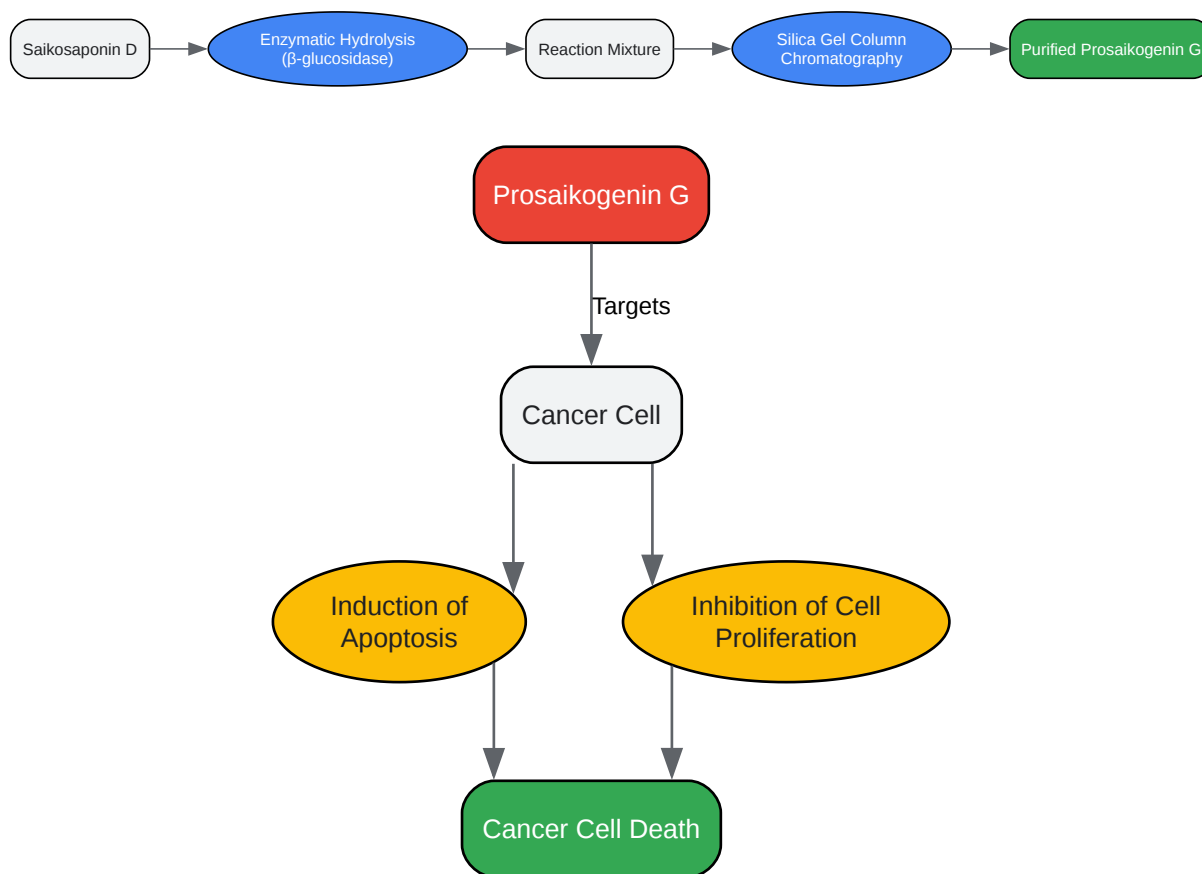 Saikosaponin D
Enzymatic Hydrolysis
(β-glucosidase)
Reaction Mixture
Silica Gel Column
Chromatography
Purified Prosaikogenin G
Prosaikogenin G
Targets
Cancer Cell
Induction of
Apoptosis
Inhibition of Cell
Proliferation
Cancer Cell Death